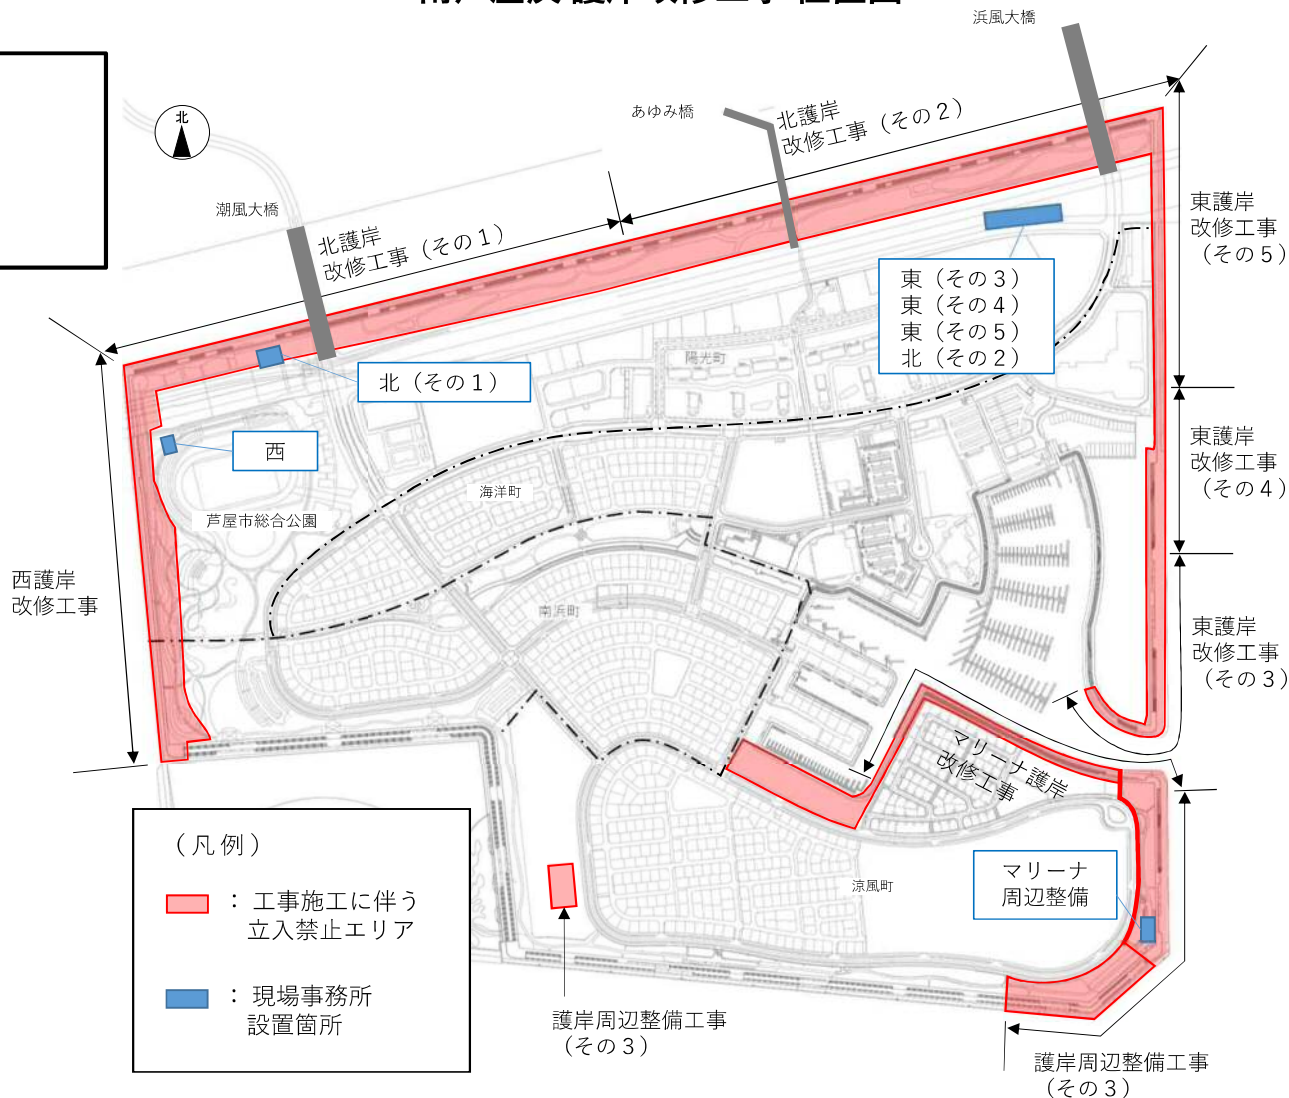 浜風大橋
北
あゆみ橋
北護岸
改修工事（その２）
潮風大橋
北護岸
改修工事（その１）
東護岸
改修工事
（その５）
東（その３）
東（その４）
東（その５）
北（その２）
陽光町
北（その１）
西
東護岸
改修工事
（その４）
海洋町
芦屋市総合公園
西護岸
改修工事
南浜町
東護岸
改修工事
（その３）
マリーナ護岸
改修工事
（凡例）
：工事施工に伴う
立入禁止エリア
：現場事務所
設置箇所
涼風町
マリーナ
周辺整備
護岸周辺整備工事
（その３）
護岸周辺整備工事
（その３）